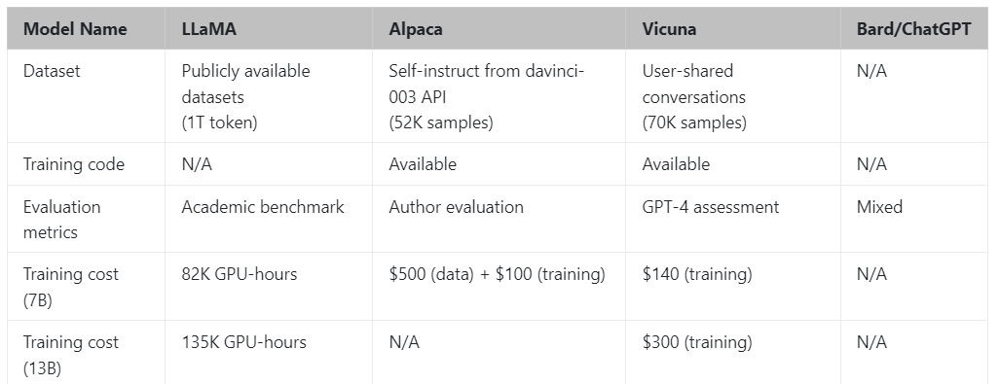 Model Name LLaMA Alpaca Vicuna Bard/ChatGPT
Dataset Publicly available Self-instruct from davinci- User-shared N/A
datasets 003 API conversations
(1T token) (52K samples) (70K samples)
Training code N/A Available Available N/A
Evaluation Academic benchmark Author evaluation GPT-4 assessment Mixed
metrics
Training cost 82K GPU-hours $500 (data) + $100 (training) $140 (training) N/A
(7B)
Training cost 135K GPU-hours N/A $300 (training) N/A
(13B)